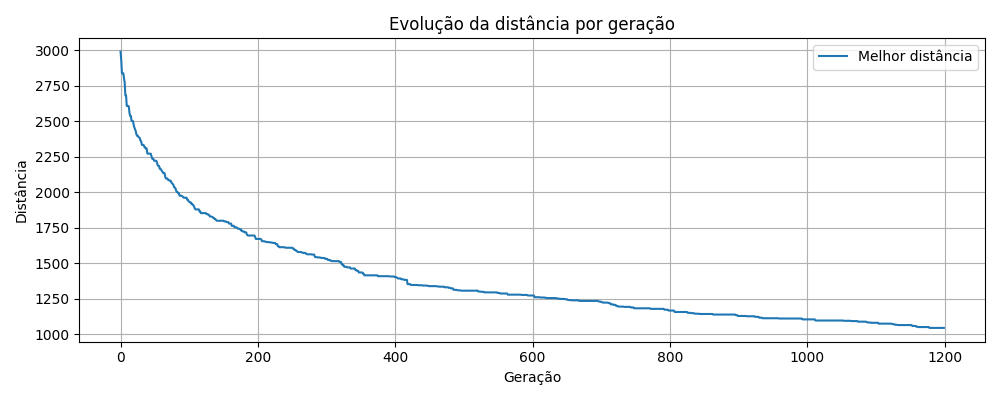 Evolução da distância por geração
Melhor distância
Distância
3000
2750
2500
2250
2000
1750
1500
1250
1000
0 200 400 600 800 1000 1200
Geração